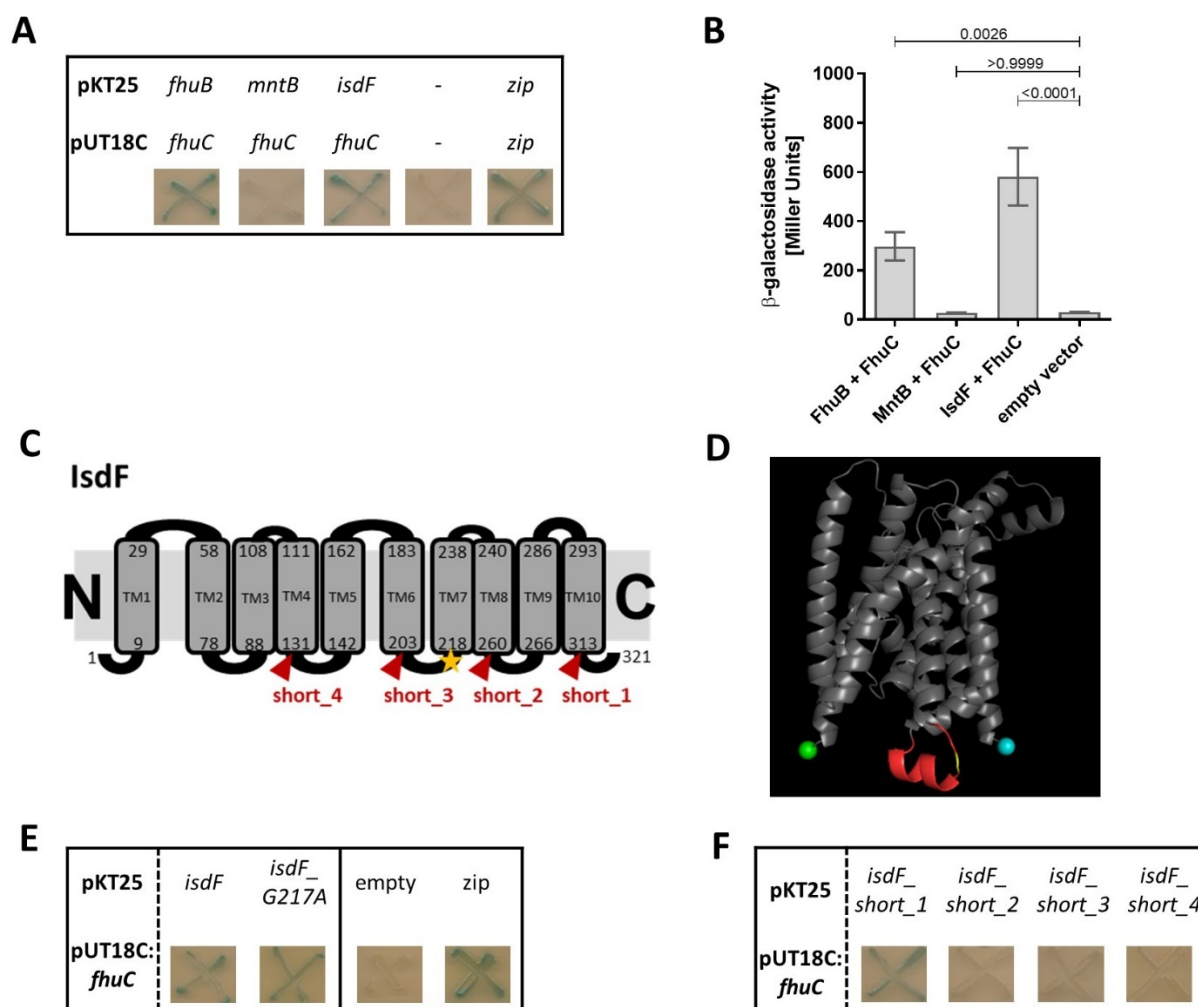 A
pKT25 fhuB mntB isdF - zip
pUT18C fhuC fhuC fhuC - zip
B
β-galactosidase activity
[Miller Units]
1000
800
600
400
200
0
0.0026
>0.9999
<0.0001
FhuB + FhuC
MntB + FhuC
IsdF + FhuC
empty vector
C
IsdF
N
C
29 58 108 111 162 183 238 240 286 293
TM1 TM2 TM3 TM4 TM5 TM6 TM7 TM8 TM9 TM10
9 78 88 131 142 203 218 260 266 313
1
321
short_4 short_3 short_2 short_1
D
E
pKT25 isdF isdF_
G217A empty zip
pUT18C:
fhuC
F
pKT25
isdF_ isdF_ isdF_ isdF_
short_1 short_2 short_3 short_4
pUT18C:
fhuC